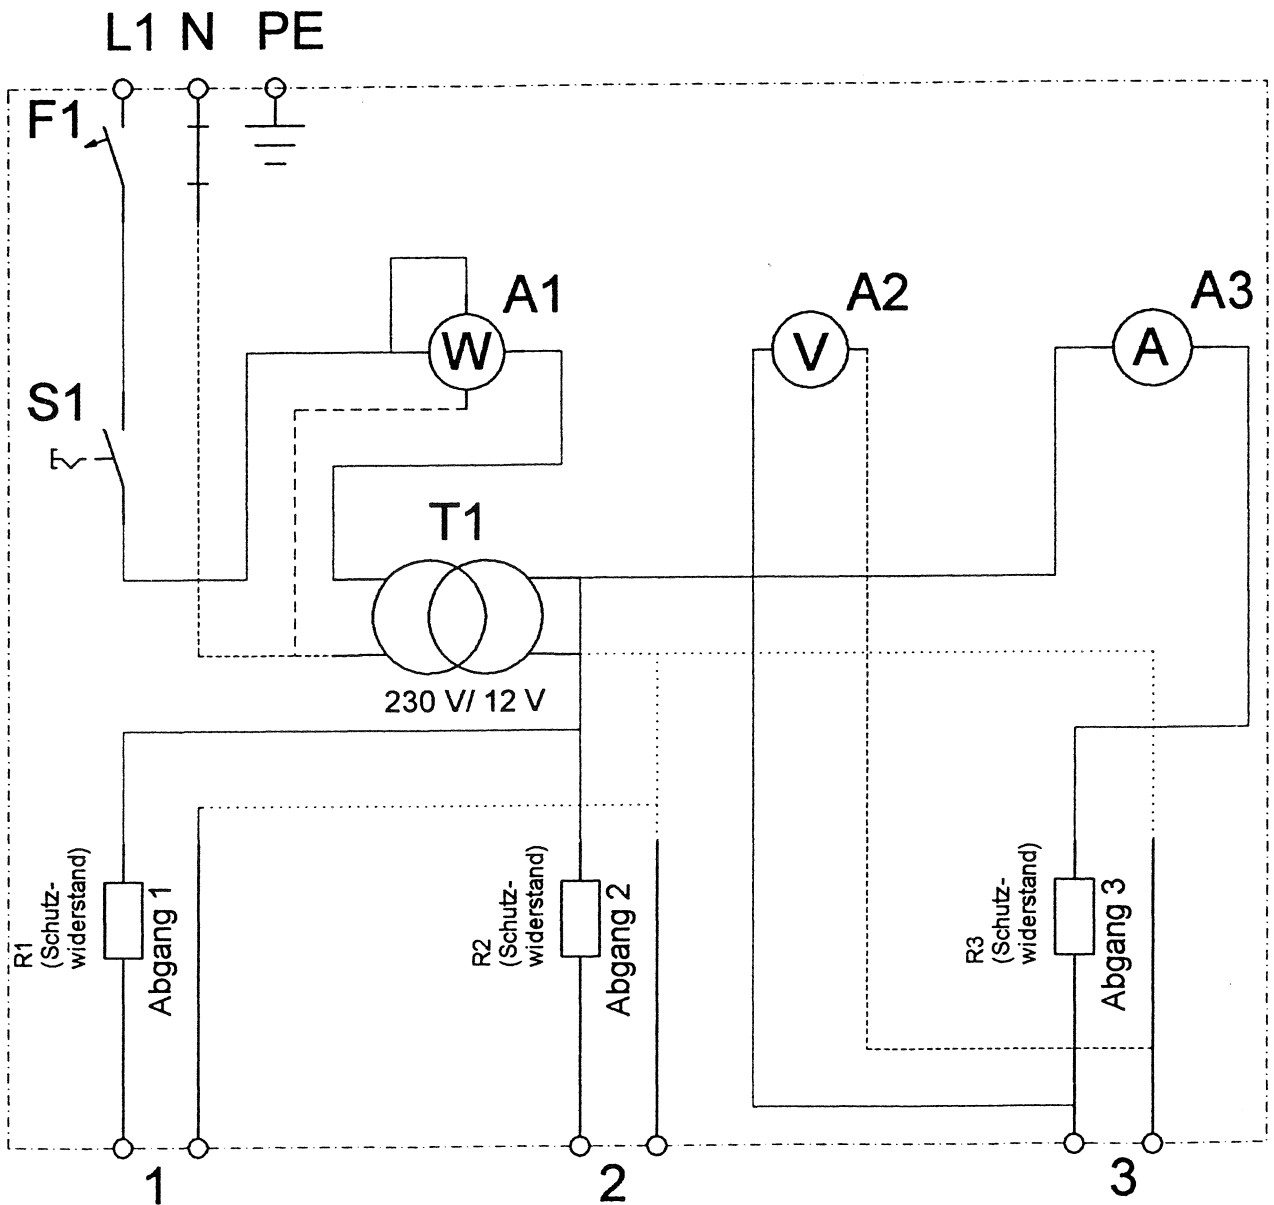 L1 N PE
F1
A1
A2
A3
W
V
A
S1
T1
230 V/ 12 V
R1
(Schutz-
widerstand)
Abgang 1
R2
(Schutz-
widerstand)
Abgang 2
R3
(Schutz-
widerstand)
Abgang 3
1
2
3